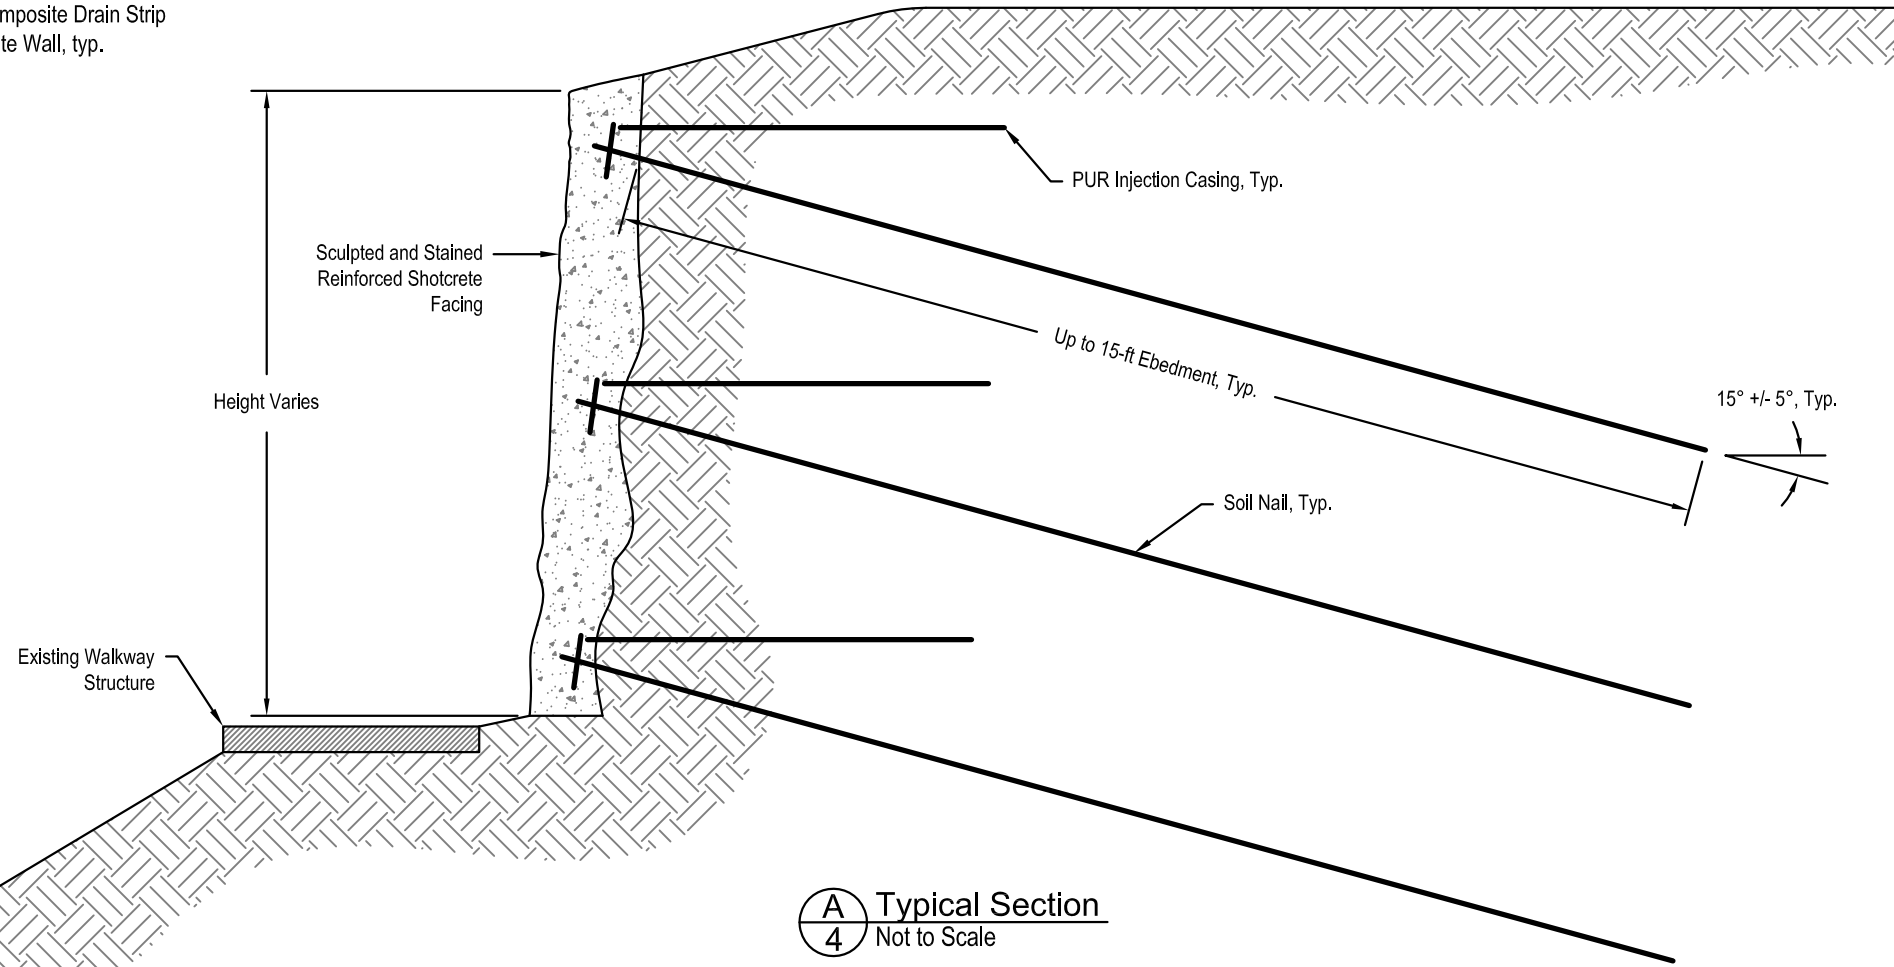 mposite Drain Strip
te Wall, typ.
PUR Injection Casing, Typ.
Sculpted and Stained
Reinforced Shotcrete
Facing
Up to 15-ft Ebedment, Typ.
Height Varies
15° +/- 5°, Typ.
Soil Nail, Typ.
Existing Walkway
Structure
A
4
Typical Section
Not to Scale